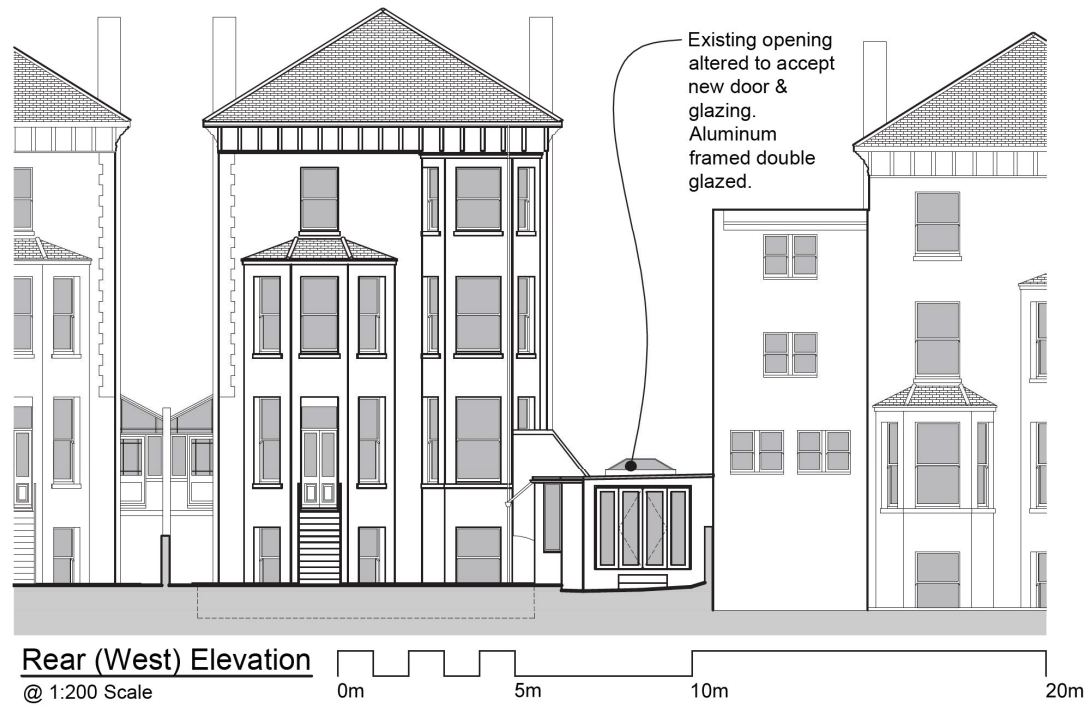 Existing opening
altered to accept
new door &
glazing.
Aluminum
framed double
glazed.
Rear (West) Elevation
@ 1:200 Scale
0m
5m
10m
20m